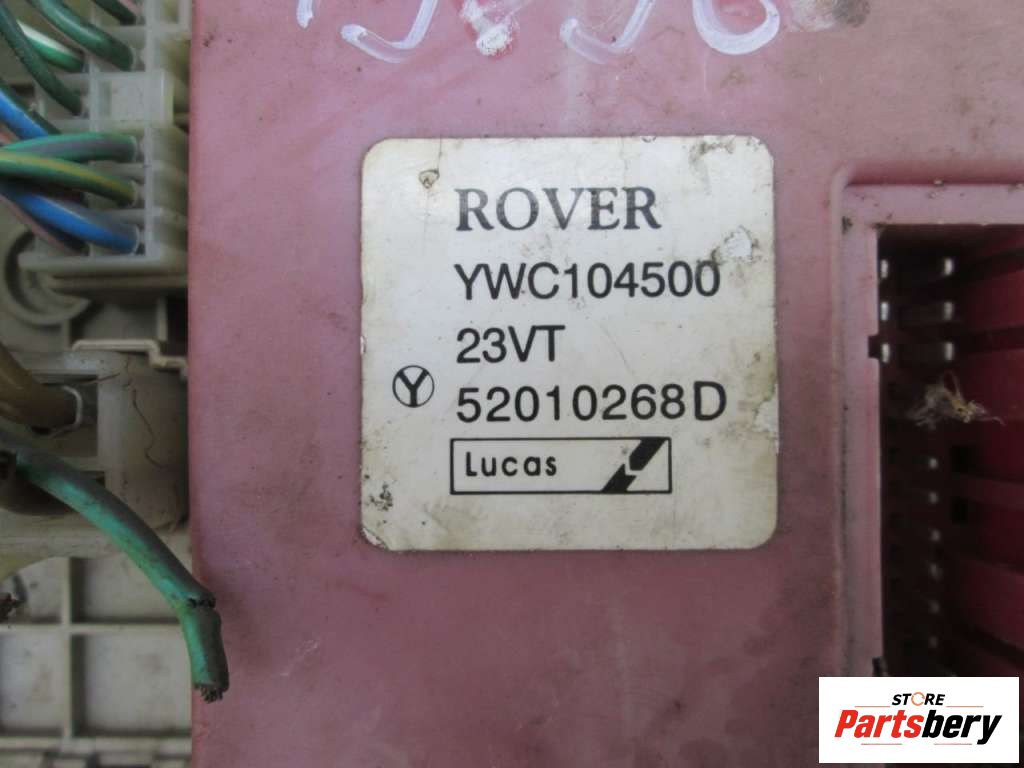 ROVER
YWC104500
23VT
Y
52010268D
Lucas
STORE
Partsbery